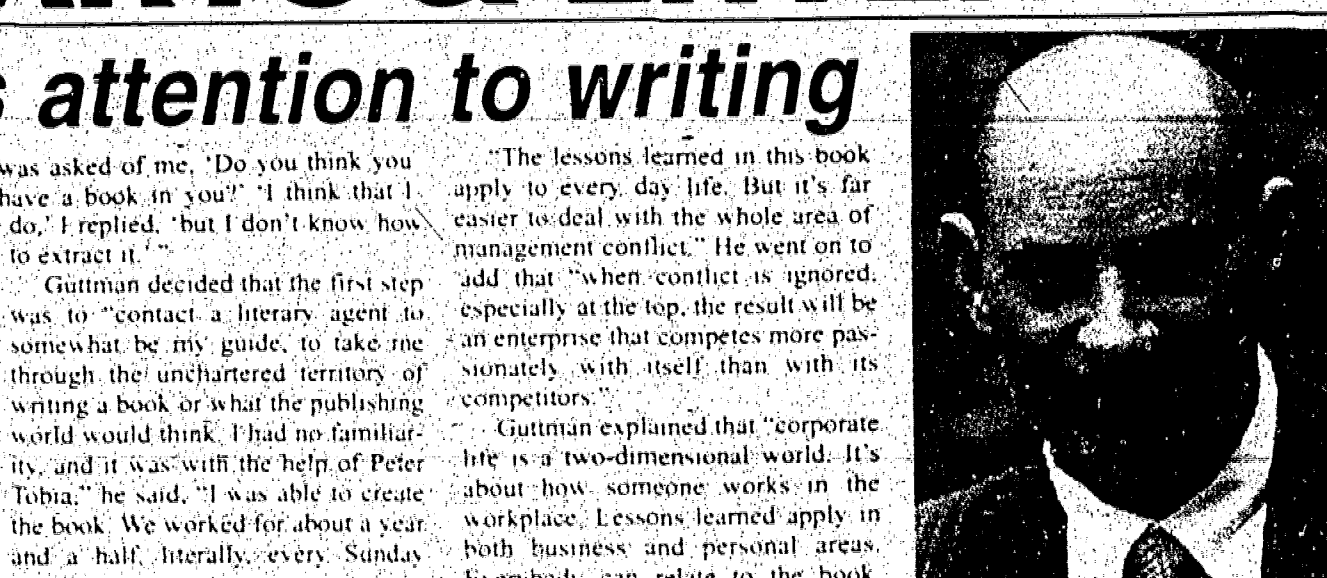 attention to writing
was asked of me, 'Do you think you
have a book in you?' 'I think that I
do,' I replied, 'but I don't know how
to extract it.' "
Guttman decided that the first step
was to "contact a literary agent to
somewhat be my guide, to take me
through the unchartered territory of
writing a book or what the publishing
world would think. I had no familiar-
ity, and it was with the help of Peter
Tobia," he said, "I was able to create
the book. We worked for about a year
and a half, literally, every Sunday
"The lessons learned in this book
apply to every day life. But it's far
easier to deal with the whole area of
management conflict." He went on to
add that "when conflict is ignored,
especially at the top, the result will be
an enterprise that competes more pas-
sionately with itself than with its
competitors."
Guttman explained that "corporate
life is a two-dimensional world. It's
about how someone works in the
workplace. Lessons learned apply in
both business and personal areas.
Everybody can relate to the book